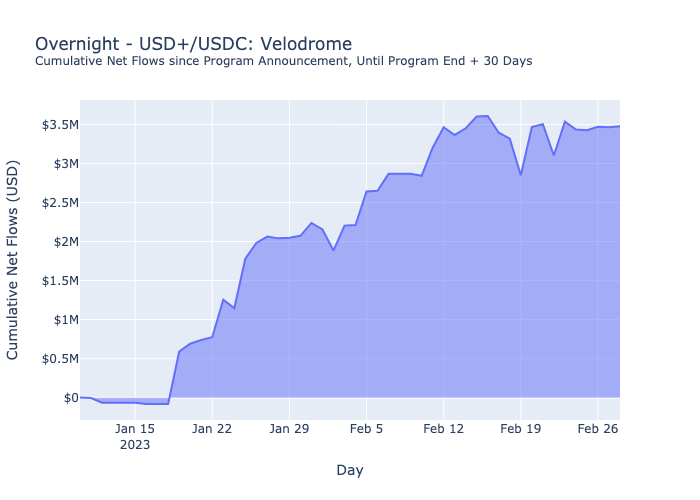 Overnight - USD+/USDC: Velodrome
Cumulative Net Flows since Program Announcement, Until Program End + 30 Days
Cumulative Net Flows (USD)
$3.5M
$3M
$2.5M
$2M
$1.5M
$1M
$0.5M
$0
Jan 15 Jan 22 Jan 29 Feb 5 Feb 12 Feb 19 Feb 26
2023
Day